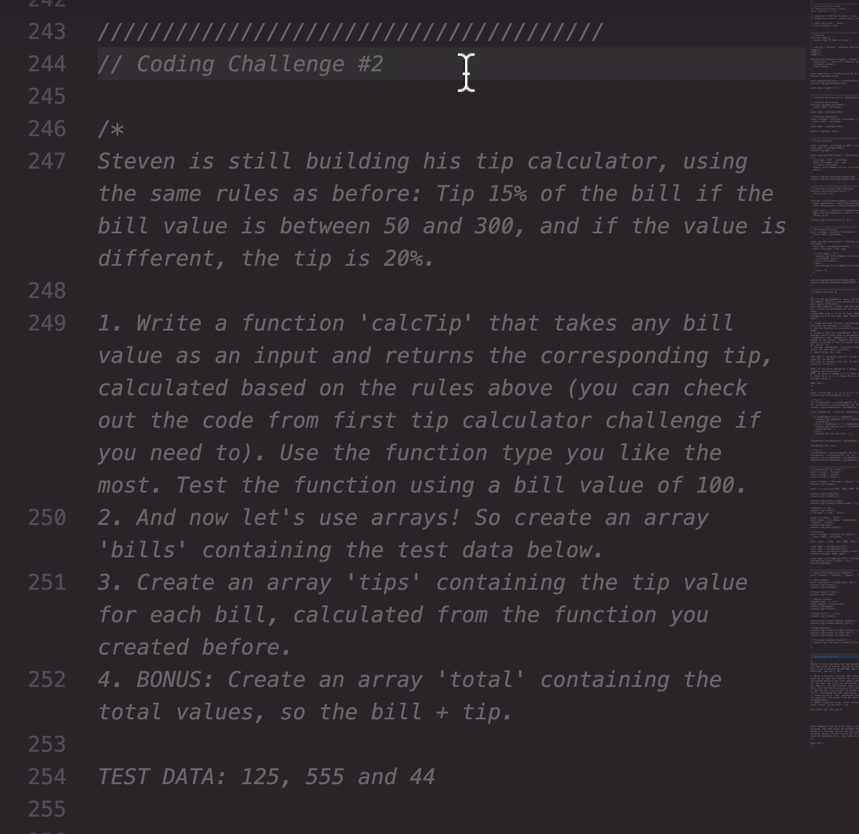 242
243 ///////////////////////////////////////
244 // Coding Challenge #2
245
246 /*
247 Steven is still building his tip calculator, using
the same rules as before: Tip 15% of the bill if the
bill value is between 50 and 300, and if the value is
different, the tip is 20%.
248
249 1. Write a function 'calcTip' that takes any bill
value as an input and returns the corresponding tip,
calculated based on the rules above (you can check
out the code from first tip calculator challenge if
you need to). Use the function type you like the
most. Test the function using a bill value of 100.
250 2. And now let's use arrays! So create an array
'bills' containing the test data below.
251 3. Create an array 'tips' containing the tip value
for each bill, calculated from the function you
created before.
252 4. BONUS: Create an array 'total' containing the
total values, so the bill + tip.
253
254 TEST DATA: 125, 555 and 44
255